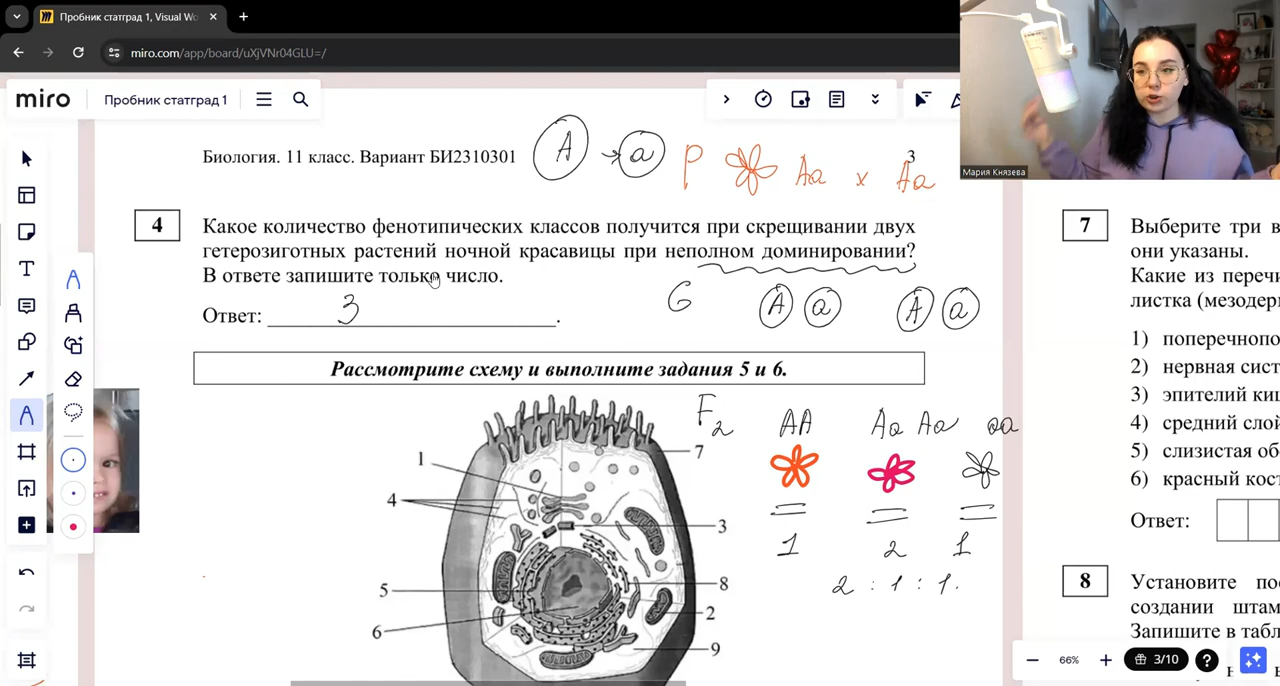 Пробник статград 1, Visual Wo
miro.com/app/board/uXjVNr04GLU=/
miro
Пробник статград 1
Мария Князева
Биология. 11 класс. Вариант БИ2310301
3
A → a
P Aa x Aa
4
Какое количество фенотипических классов получится при скрещивании двух
гетерозиготных растений ночной красавицы при неполном доминировании?
В ответе запишите только число.
Ответ: 3.
G A a A a
Рассмотрите схему и выполните задания 5 и 6.
F2 AA Aa Aa aa
1 2 1
2 : 1 : 1.
1
4
5
6
7
3
8
2
9
7
Выберите три в
они указаны.
Какие из перечи
листка (мезодер
1) поперечнопо
2) нервная сист
3) эпителий киш
4) средний слой
5) слизистая об
6) красный кост
Ответ:
8
Установите пос
создании штам
Запишите в табл
66%
3/10